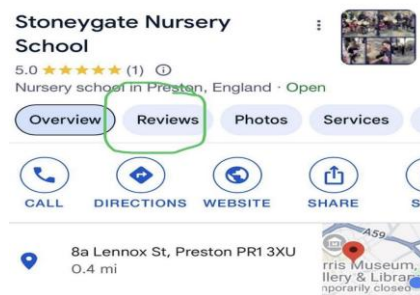 Stoneygate Nursery
School
5.0 (1)
Nursery school in Preston, England · Open
Overview Reviews Photos Services
CALL DIRECTIONS WEBSITE SHARE S
8a Lennox St, Preston PR1 3XU
0.4 mi
A59
rris Museum,
llery & Librar
mporarily closed